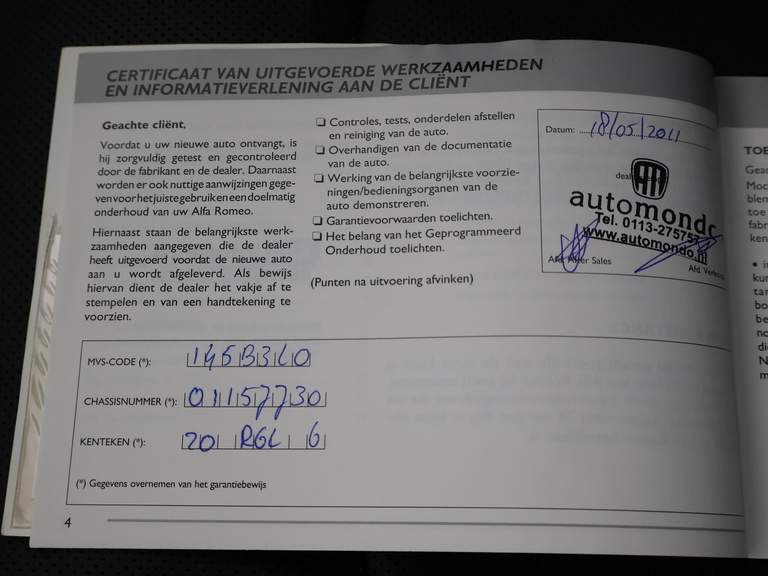 CERTIFICAAT VAN UITGEVOERDE WERKZAAMHEDEN
EN INFORMATIEVERLENING AAN DE CLIËNT
Geachte cliënt,
Voordat u uw nieuwe auto ontvangt, is
hij zorgvuldig getest en gecontroleerd
door de fabrikant en de dealer. Daarnaast
worden er ook nuttige aanwijzingen gege-
ven voor het juiste gebruik en een doelmatig
onderhoud van uw Alfa Romeo.
Hiernaast staan de belangrijkste werk-
zaamheden aangegeven die de dealer
heeft uitgevoerd voordat de nieuwe auto
aan u wordt afgeleverd. Als bewijs
hiervan dient de dealer het vakje af te
stempelen en van een handtekening te
voorzien.
❏ Controles, tests, onderdelen afstellen
en reiniging van de auto.
❏ Overhandigen van de documentatie
van de auto.
❏ Werking van de belangrijkste voorzie-
ningen/bedieningsorganen van de
auto demonstreren.
❏ Garantievoorwaarden toelichten.
❏ Het belang van het Geprogrammeerd
Onderhoud toelichten.
(Punten na uitvoering afvinken)
Datum: 18/05/2011
automondo
Tel. 0113-275757
www.automondo.nl
Afd. After Sales
MVS-CODE (*): 145B3L0
CHASSISNUMMER (*): 01157730
KENTEKEN (*): 20 RGL 6
(*) Gegevens overnemen van het garantiebewijs
4